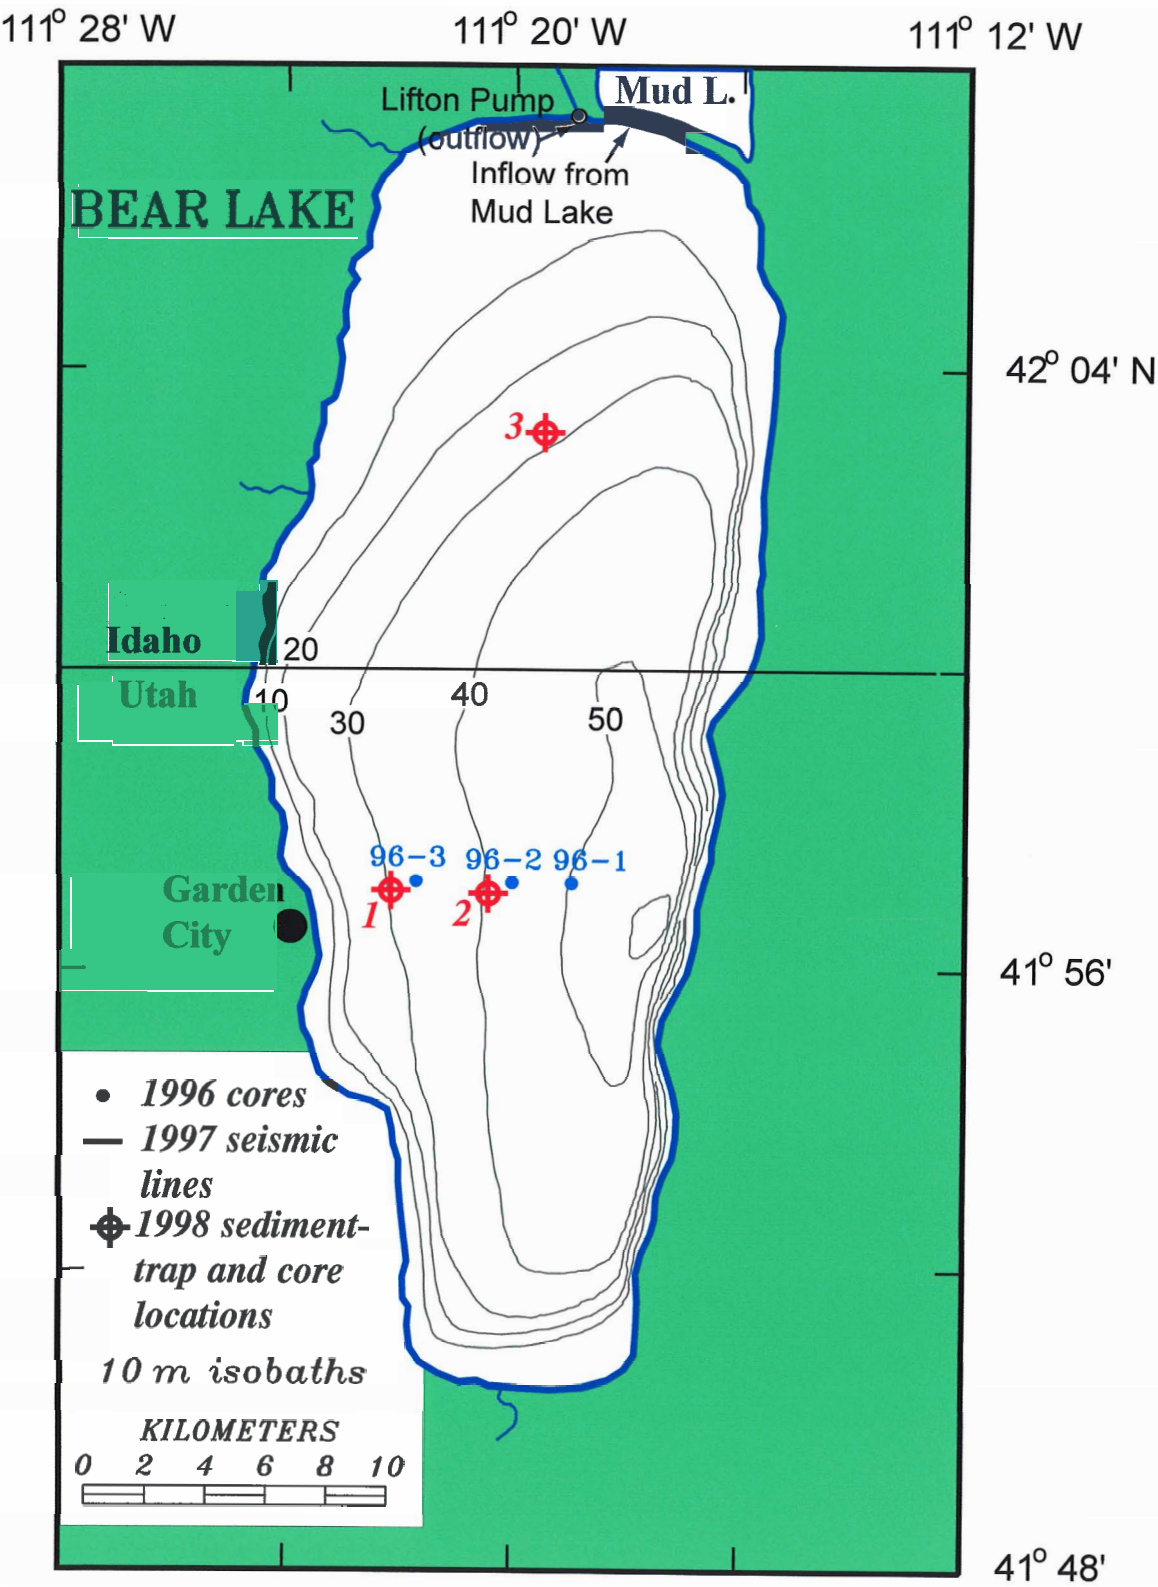 111° 28' W
111° 20' W
111° 12' W
Mud L.
Lifton Pump
(outflow)
Inflow from
Mud Lake
BEAR LAKE
42° 04' N
3
Idaho
20
Utah
10
40
30
50
96-3 96-2 96-1
Garden
City
1
2
41° 56'
1996 cores
1997 seismic
lines
1998 sediment-
trap and core
locations
10 m isobaths
KILOMETERS
0 2 4 6 8 10
41° 48'